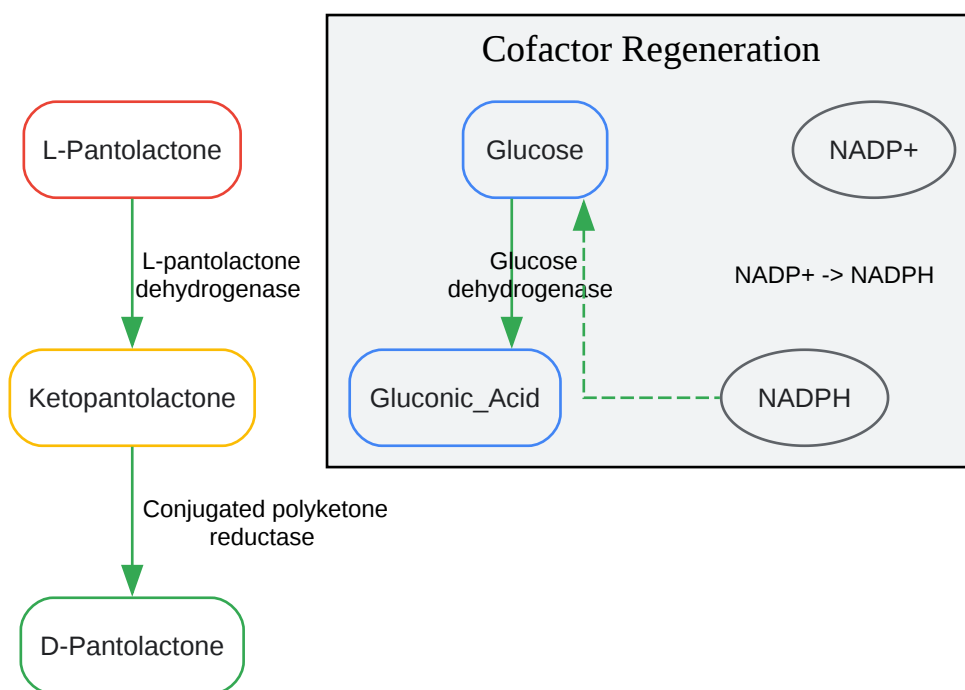 Cofactor Regeneration
L-Pantolactone
Glucose
NADP+
L-pantolactone
dehydrogenase
Glucose
dehydrogenase
NADP+ -> NADPH
Ketopantolactone
Gluconic_Acid
NADPH
Conjugated polyketone
reductase
D-Pantolactone